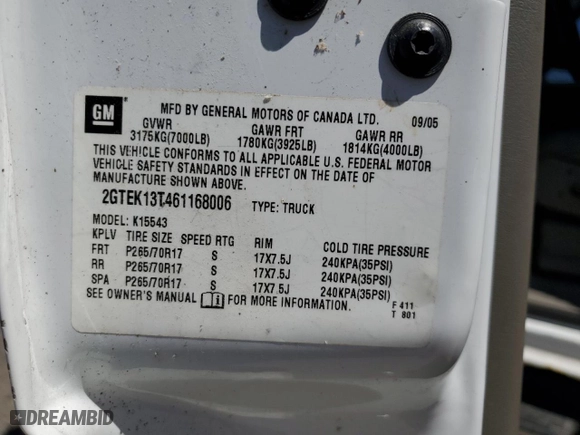 GM
MFD BY GENERAL MOTORS OF CANADA LTD. 09/05
GVWR GAWR FRT GAWR RR
3175KG(7000LB) 1780KG(3925LB) 1814KG(4000LB)
THIS VEHICLE CONFORMS TO ALL APPLICABLE U.S. FEDERAL MOTOR
VEHICLE SAFETY STANDARDS IN EFFECT ON THE DATE OF
MANUFACTURE SHOWN ABOVE.
2GTEK13T461168006 TYPE: TRUCK
MODEL: K15543
KPLV TIRE SIZE SPEED RTG RIM COLD TIRE PRESSURE
FRT P265/70R17 S 17X7.5J 240KPA(35PSI)
RR P265/70R17 S 17X7.5J 240KPA(35PSI)
SPA P265/70R17 S 17X7.5J 240KPA(35PSI)
SEE OWNER'S MANUAL FOR MORE INFORMATION.
F 411
T 801
DREAMBID